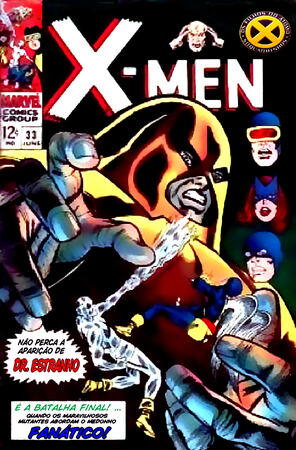 X-MEN
MARVEL
COMICS
GROUP
12¢
33
IND.
JUNE
NÃO PERCA A
APARIÇÃO DE
DR. ESTRANHO
É A BATALHA FINAL! ...
QUANDO OS MARAVILHOSOS
MUTANTES ABORDAM O MEDONHO
FANÁTICO!